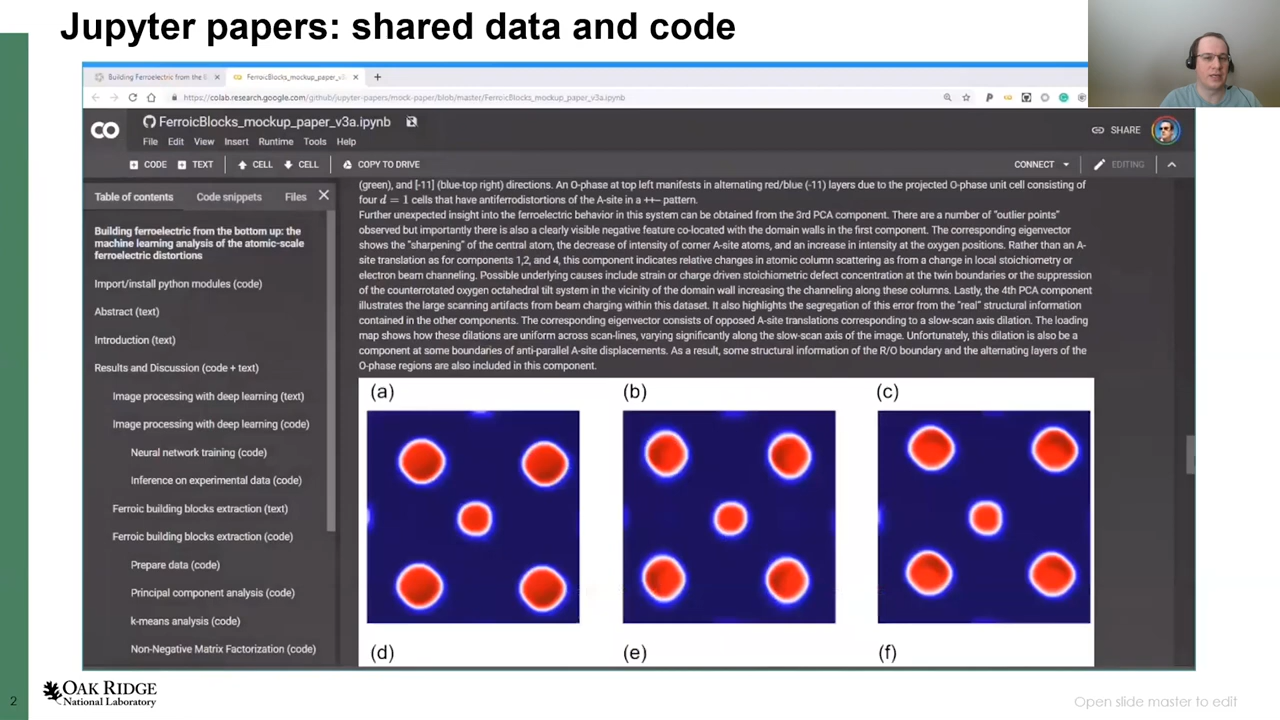 Jupyter papers: shared data and code
Building Ferroelectric from the B
FerroicBlocks_mockup_paper_v3a.i
https://colab.research.google.com/github/jupyter-papers/mock-paper/blob/master/FerroicBlocks_mockup_paper_v3a.ipynb
FerroicBlocks_mockup_paper_v3a.ipynb
SHARE
File Edit View Insert Runtime Tools Help
CODE TEXT CELL CELL COPY TO DRIVE
CONNECT
EDITING
Table of contents Code snippets Files
Building ferroelectric from the bottom up: the
machine learning analysis of the atomic-scale
ferroelectric distortions
Import/install python modules (code)
Abstract (text)
Introduction (text)
Results and Discussion (code + text)
Image processing with deep learning (text)
Image processing with deep learning (code)
Neural network training (code)
Inference on experimental data (code)
Ferroic building blocks extraction (text)
Ferroic building blocks extraction (code)
Prepare data (code)
Principal component analysis (code)
k-means analysis (code)
Non-Negative Matrix Factorization (code)
(green), and [-11] (blue-top right) directions. An O-phase at top left manifests in alternating red/blue (-11) layers due to the projected O-phase unit cell consisting of
four d = 1 cells that have antiferrodistortions of the A-site in a ++-- pattern.
Further unexpected insight into the ferroelectric behavior in this system can be obtained from the 3rd PCA component. There are a number of "outlier points"
observed but importantly there is also a clearly visible negative feature co-located with the domain walls in the first component. The corresponding eigenvector
shows the "sharpening" of the central atom, the decrease of intensity of corner A-site atoms, and an increase in intensity at the oxygen positions. Rather than an A-
site translation as for components 1,2, and 4, this component indicates relative changes in atomic column scattering as from a change in local stoichiometry or
electron beam channeling. Possible underlying causes include strain or charge driven stoichiometric defect concentration at the twin boundaries or the suppression
of the counterrotated oxygen octahedral tilt system in the vicinity of the domain wall increasing the channeling along these columns. Lastly, the 4th PCA component
illustrates the large scanning artifacts from beam charging within this dataset. It also highlights the segregation of this error from the "real" structural information
contained in the other components. The corresponding eigenvector consists of opposed A-site translations corresponding to a slow-scan axis dilation. The loading
map shows how these dilations are uniform across scan-lines, varying significantly along the slow-scan axis of the image. Unfortunately, this dilation is also be a
component at some boundaries of anti-parallel A-site displacements. As a result, some structural information of the R/O boundary and the alternating layers of the
O-phase regions are also included in this component.
(a) (b) (c)
(d) (e) (f)
2
OAK RIDGE
National Laboratory
Open slide master to edit